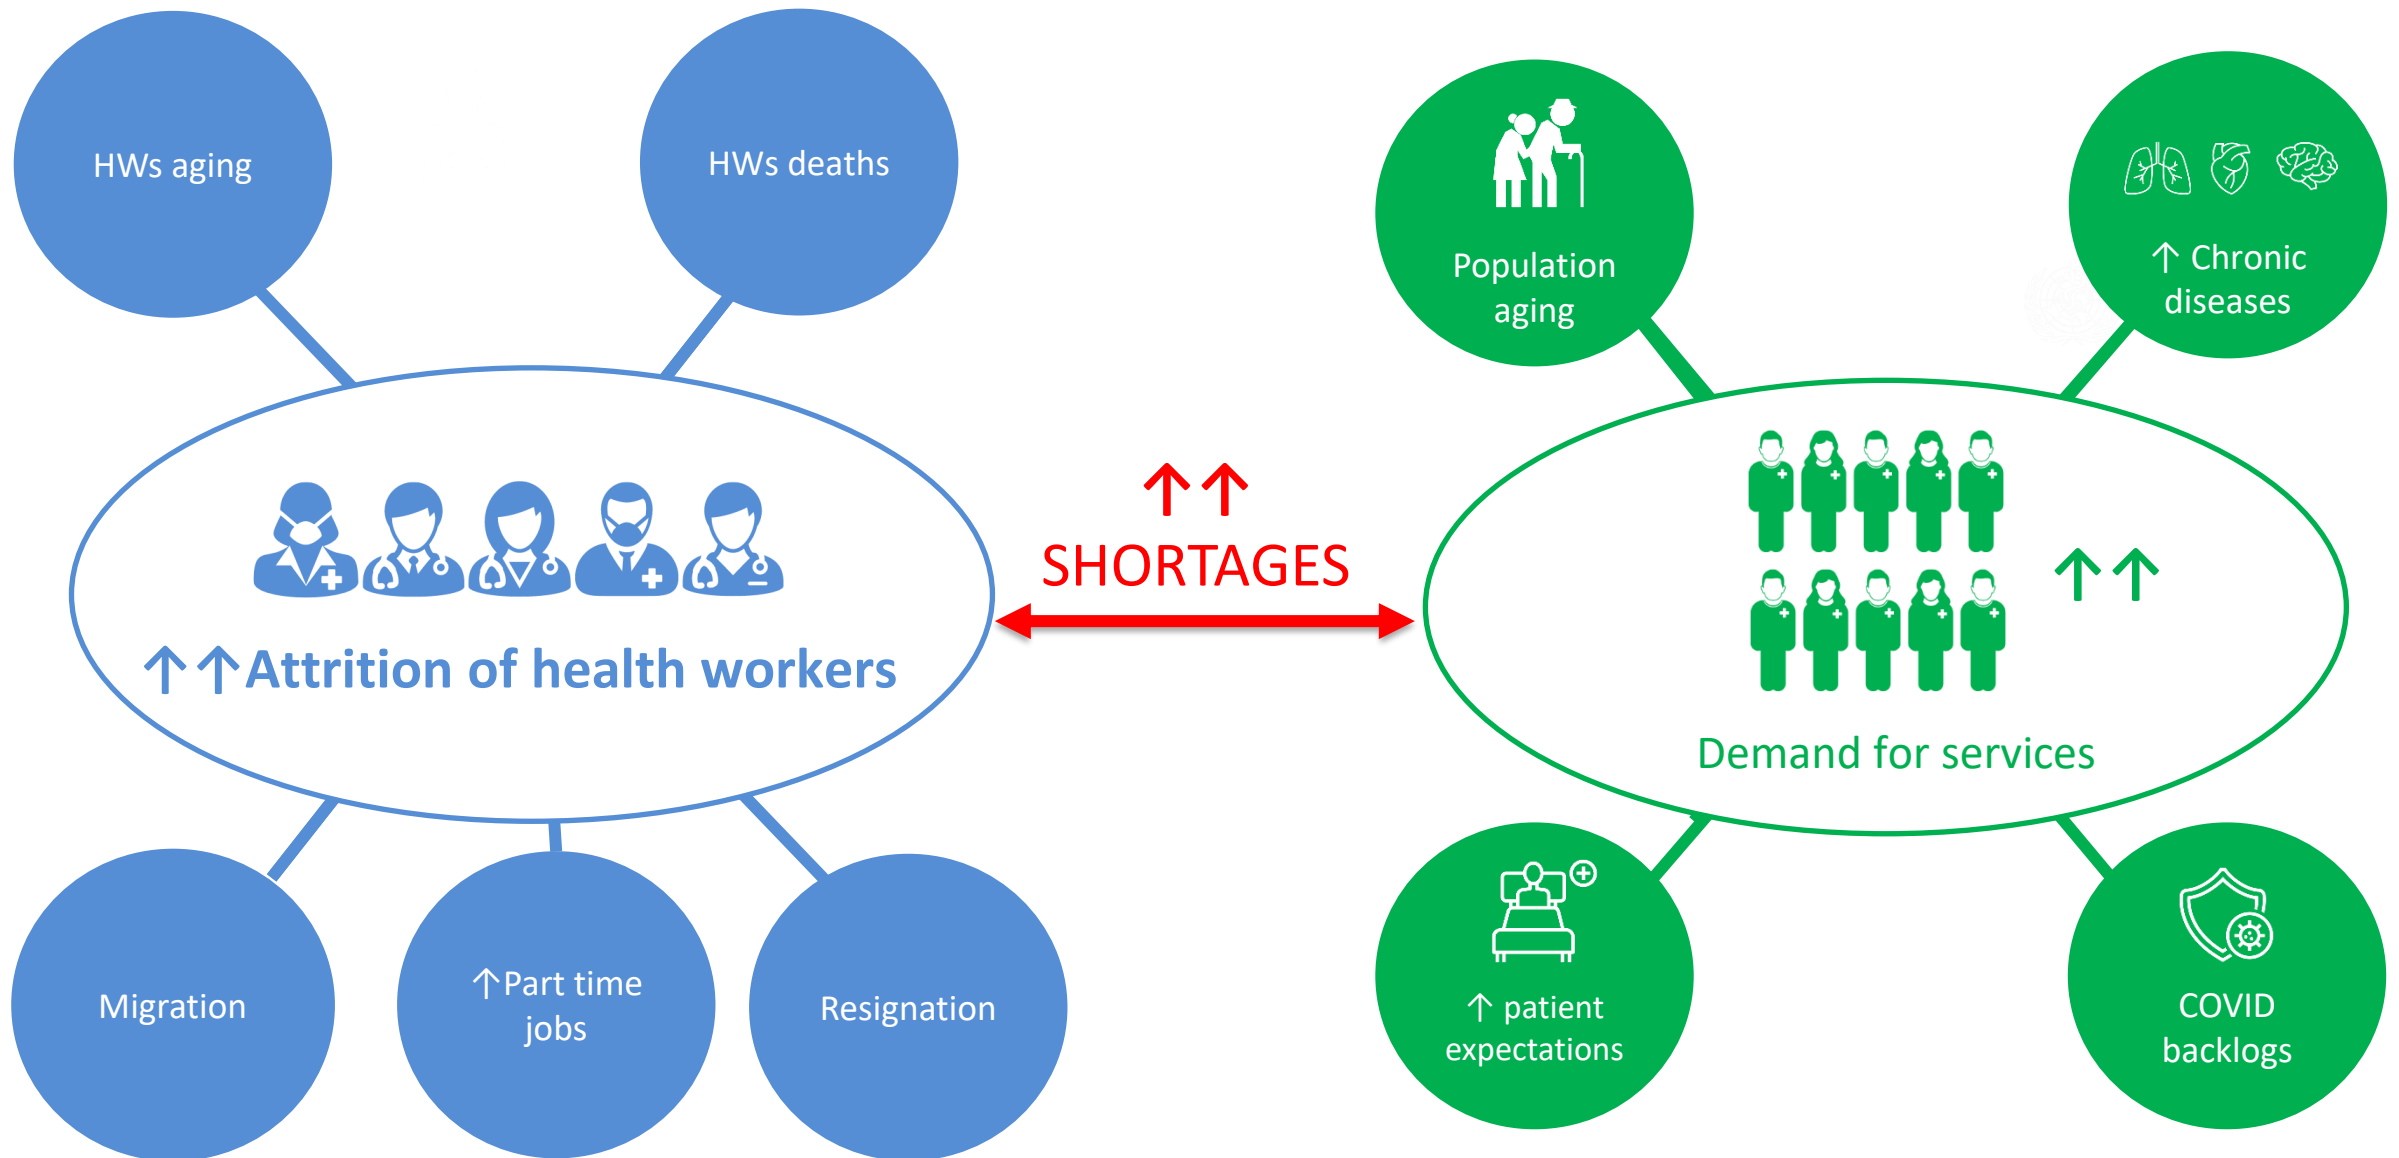 HWs aging
HWs deaths
↑↑Attrition of health workers
Migration
↑Part time
jobs
Resignation
↑↑
SHORTAGES
Population
aging
↑ Chronic
diseases
↑↑
Demand for services
↑ patient
expectations
COVID
backlogs